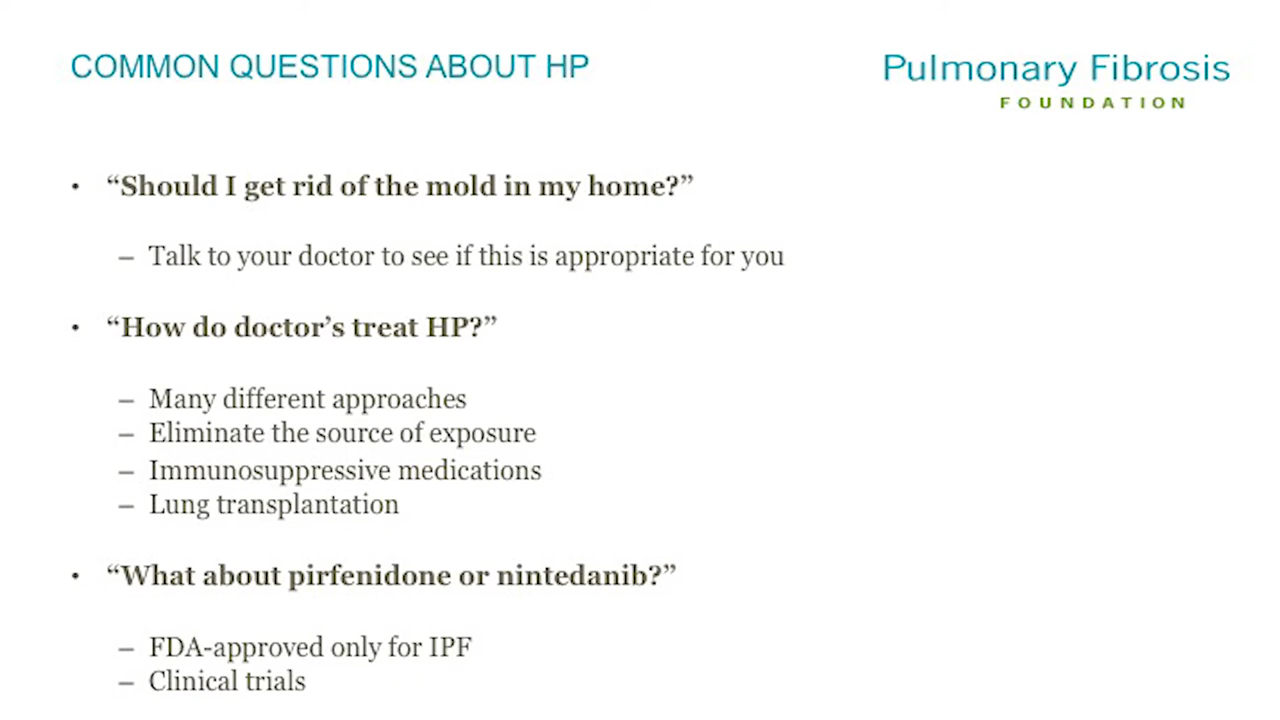 COMMON QUESTIONS ABOUT HP
Pulmonary Fibrosis
FOUNDATION
• “Should I get rid of the mold in my home?”
– Talk to your doctor to see if this is appropriate for you
• “How do doctor’s treat HP?”
– Many different approaches
– Eliminate the source of exposure
– Immunosuppressive medications
– Lung transplantation
• “What about pirfenidone or nintedanib?”
– FDA-approved only for IPF
– Clinical trials